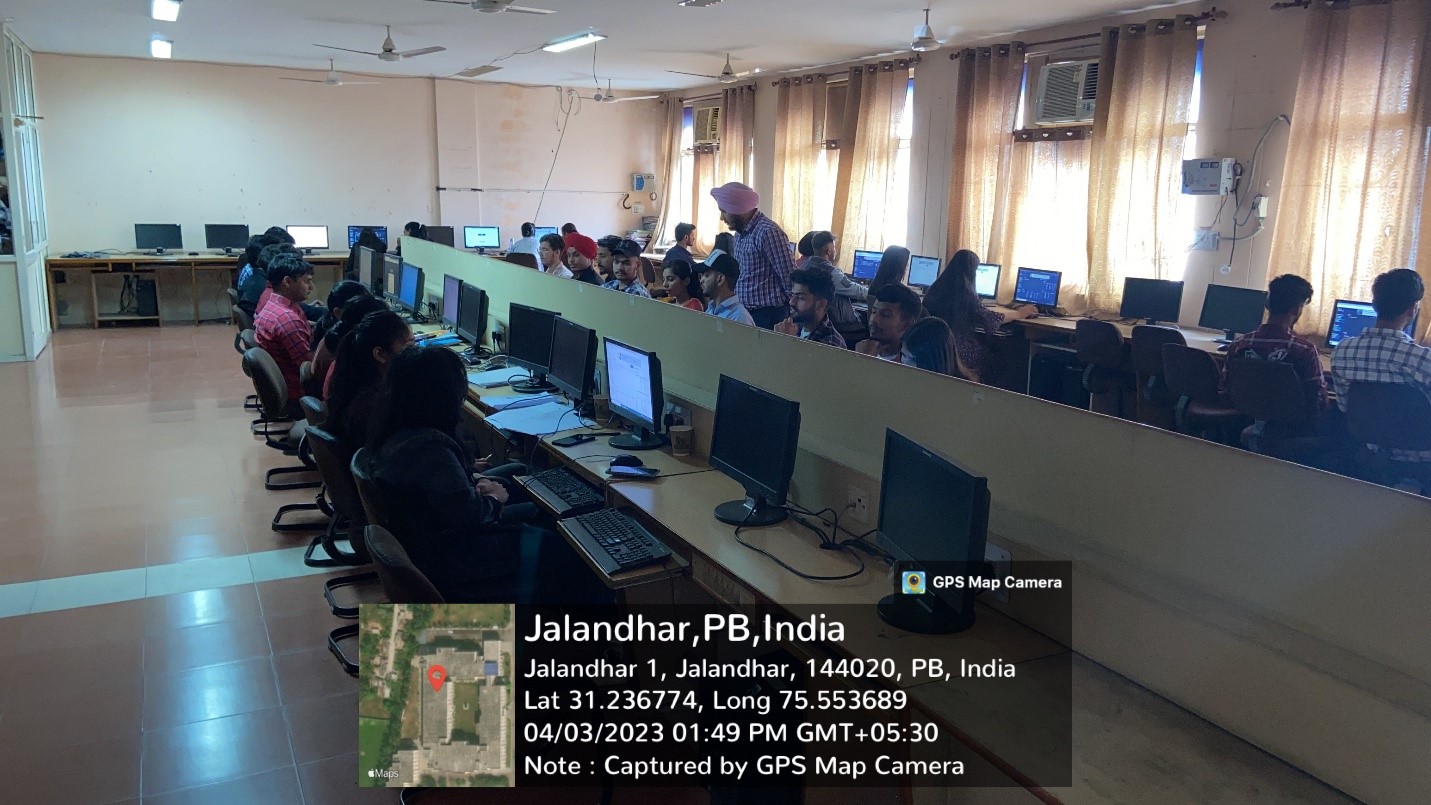 GPS Map Camera
Jalandhar,PB,India
Jalandhar 1, Jalandhar, 144020, PB, India
Lat 31.236774, Long 75.553689
04/03/2023 01:49 PM GMT+05:30
Note : Captured by GPS Map Camera
Maps